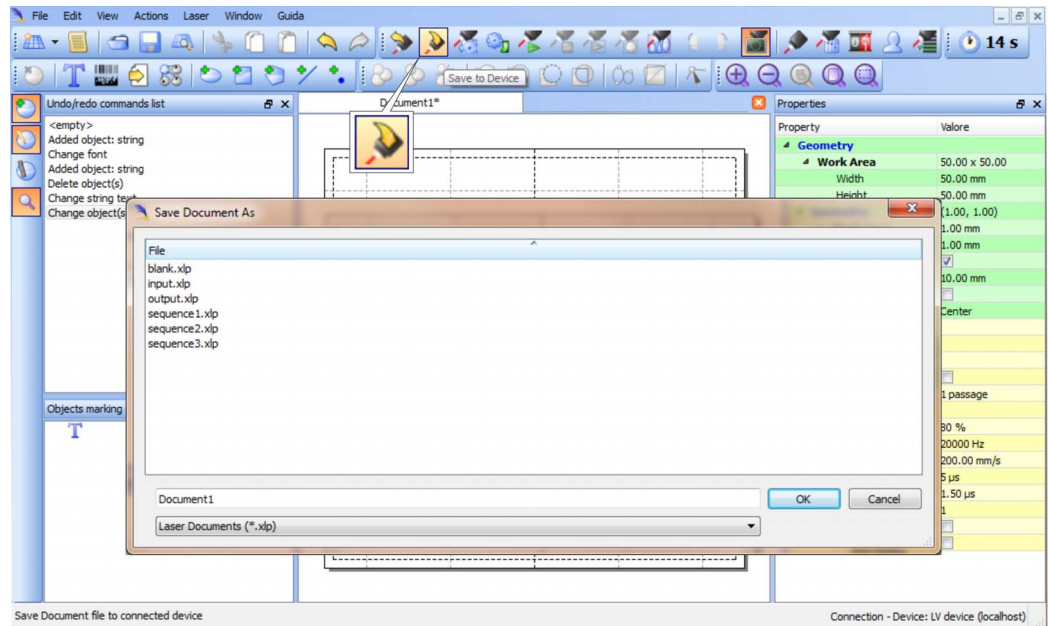 File Edit View Actions Laser Window Guida
14 s
Save to Device
Undo/redo commands list
Document1*
Properties
<empty>
Added object: string
Change font
Added object: string
Delete object(s)
Change string text
Change object(s
Property Valore
Geometry
Work Area 50.00 x 50.00
Width 50.00 mm
Height 50.00 mm
(1.00, 1.00)
1.00 mm
1.00 mm
10.00 mm
Center
1 passage
80 %
20000 Hz
200.00 mm/s
5 µs
1.50 µs
1
Save Document As
File
blank.xlp
input.xlp
output.xlp
sequence1.xlp
sequence2.xlp
sequence3.xlp
Document1
OK Cancel
Laser Documents (*.xlp)
Objects marking
T
Save Document file to connected device
Connection - Device: LV device (localhost)